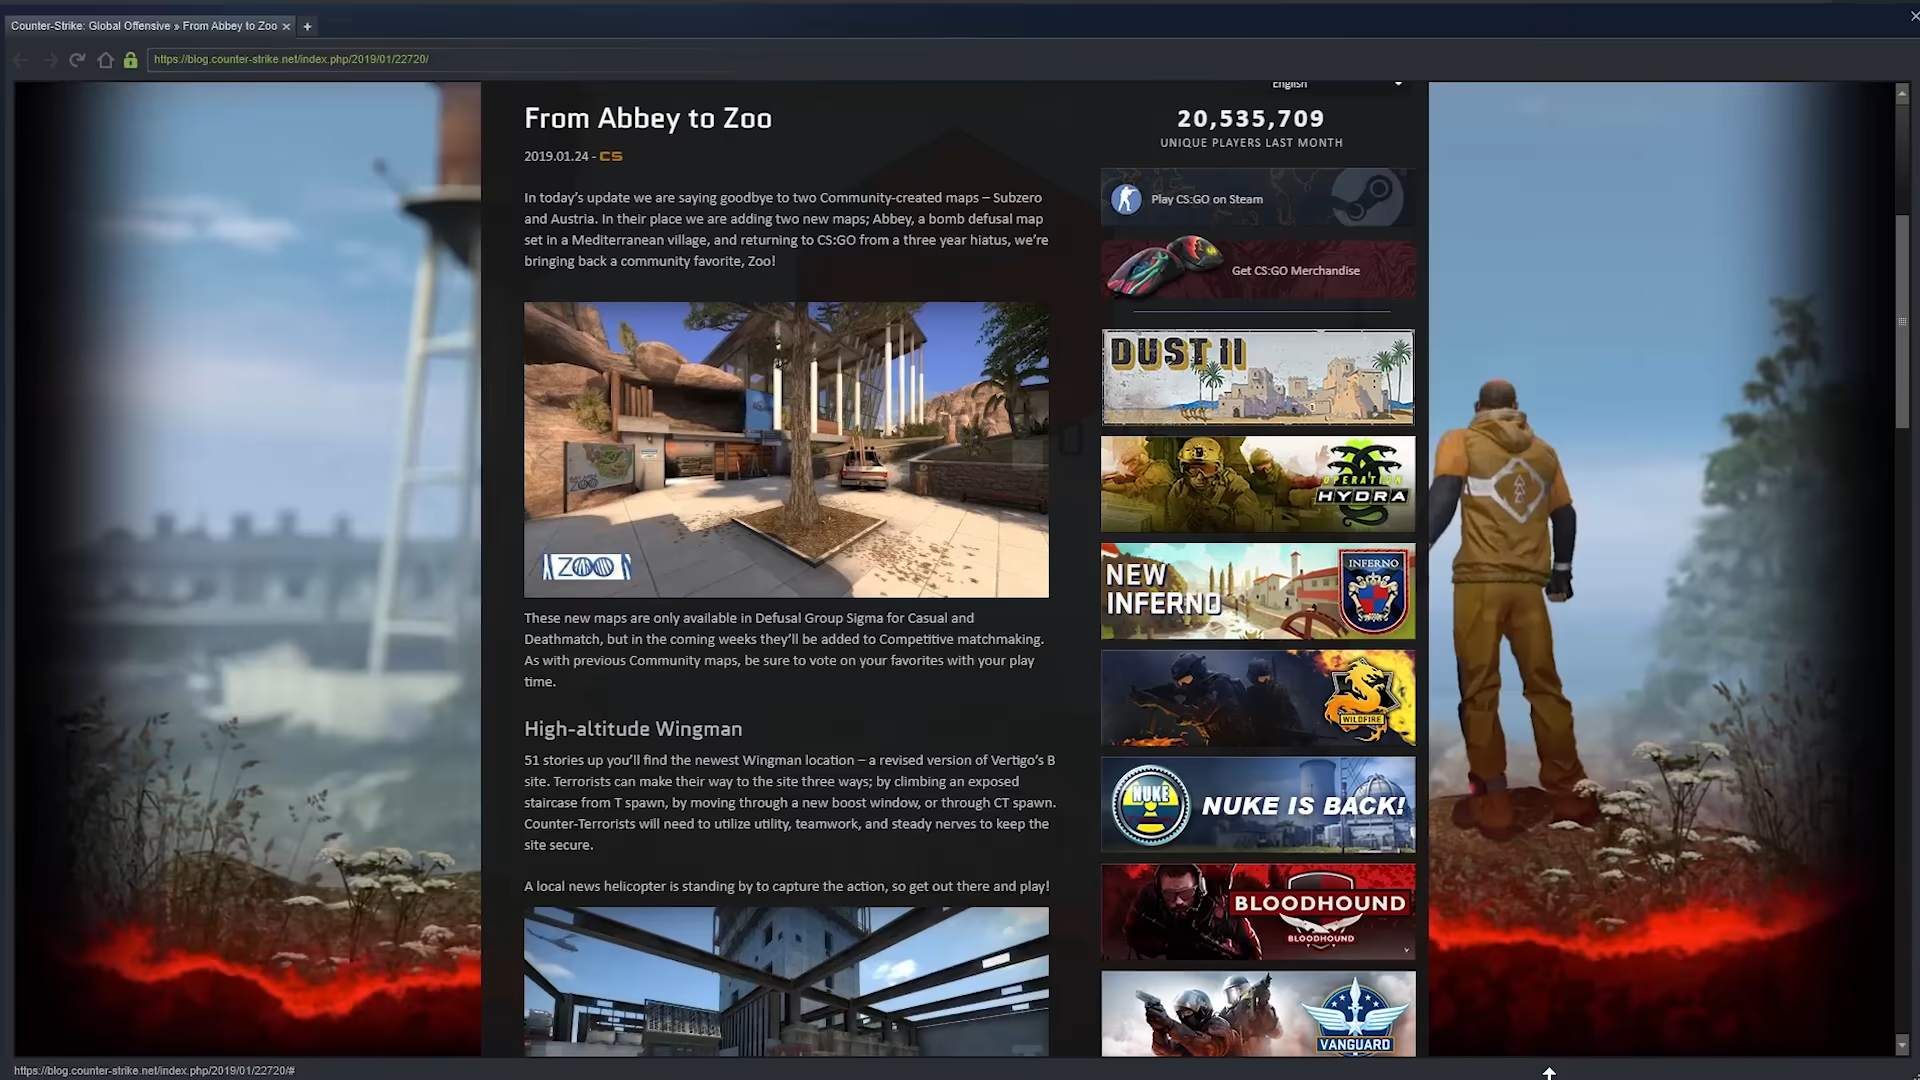 Counter-Strike: Global Offensive » From Abbey to Zoo
https://blog.counter-strike.net/index.php/2019/01/22720/
From Abbey to Zoo
2019.01.24 - CS
In today's update we are saying goodbye to two Community-created maps – Subzero
and Austria. In their place we are adding two new maps; Abbey, a bomb defusal map
set in a Mediterranean village, and returning to CS:GO from a three year hiatus, we're
bringing back a community favorite, Zoo!
ZOO
ZOO
These new maps are only available in Defusal Group Sigma for Casual and
Deathmatch, but in the coming weeks they'll be added to Competitive matchmaking.
As with previous Community maps, be sure to vote on your favorites with your play
time.
High-altitude Wingman
51 stories up you'll find the newest Wingman location – a revised version of Vertigo's B
site. Terrorists can make their way to the site three ways; by climbing an exposed
staircase from T spawn, by moving through a new boost window, or through CT spawn.
Counter-Terrorists will need to utilize utility, teamwork, and steady nerves to keep the
site secure.
A local news helicopter is standing by to capture the action, so get out there and play!
English
20,535,709
UNIQUE PLAYERS LAST MONTH
Play CS:GO on Steam
Get CS:GO Merchandise
DUST II
OPERATION
HYDRA
NEW
INFERNO
INFERNO
WILDFIRE
NUKE
NUKE IS BACK!
BLOODHOUND
BLOODHOUND
VANGUARD
https://blog.counter-strike.net/index.php/2019/01/22720/#